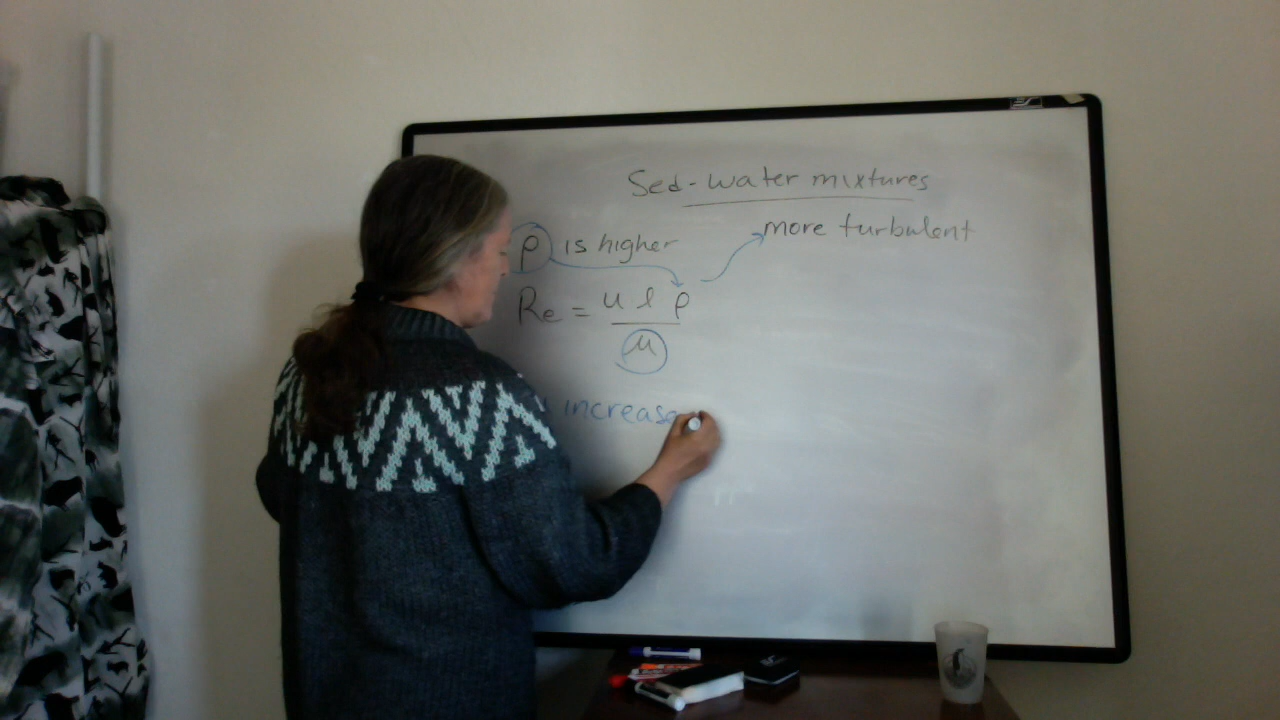 Sed-water mixtures
ρ is higher
more turbulent
Re = u l ρ
μ
increase